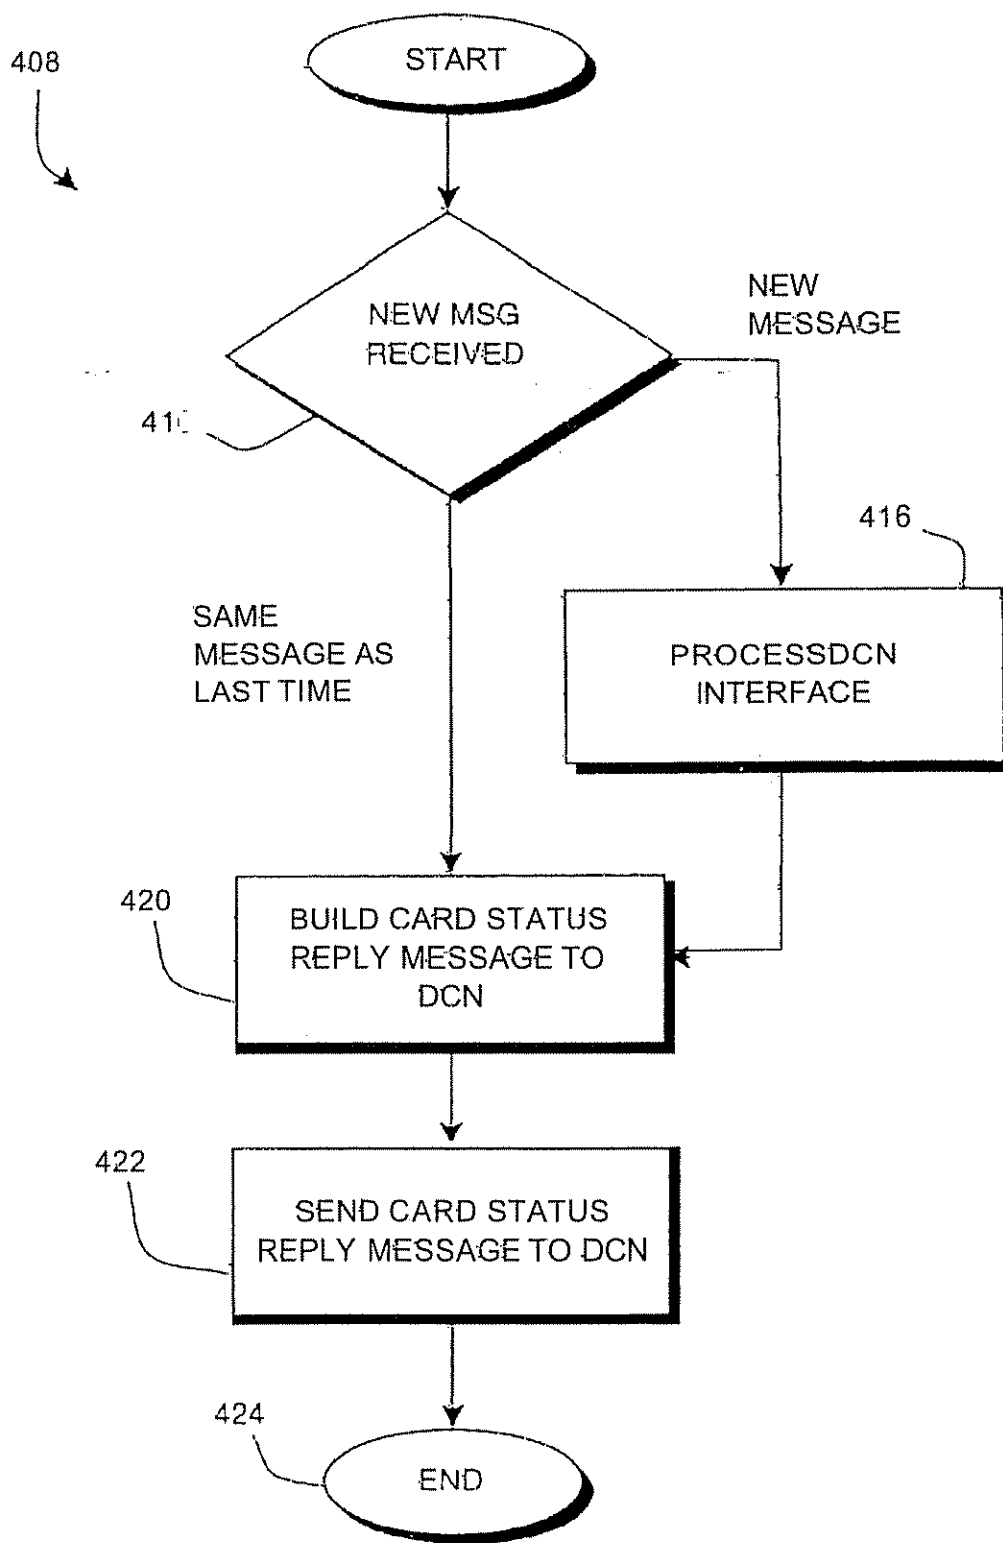 408
START
NEW MSG
RECEIVED
NEW
MESSAGE
416
SAME
MESSAGE AS
LAST TIME
PROCESSDCN
INTERFACE
420
BUILD CARD STATUS
REPLY MESSAGE TO
DCN
422
SEND CARD STATUS
REPLY MESSAGE TO DCN
424
END